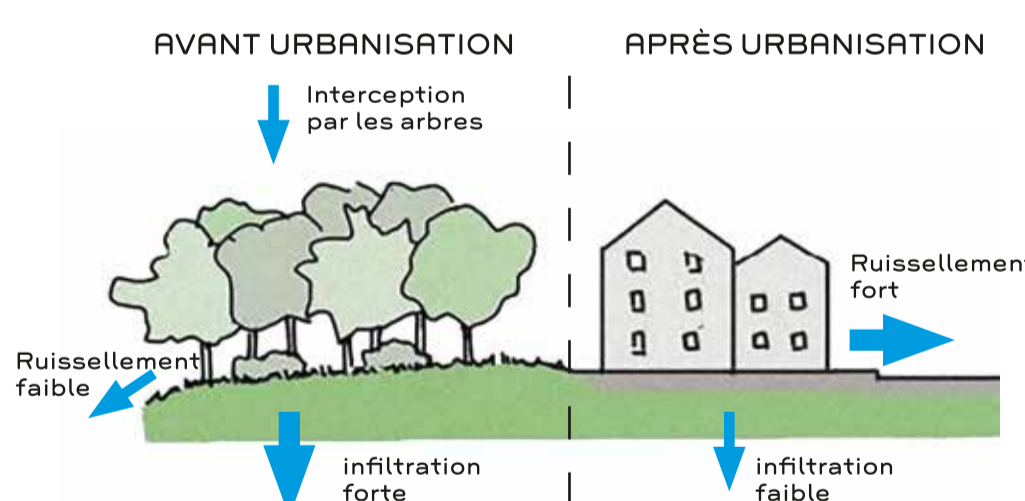 AVANT URBANISATION
APRÈS URBANISATION
Interception
par les arbres
Ruissellement
fort
Ruissellement
faible
infiltration
forte
infiltration
faible